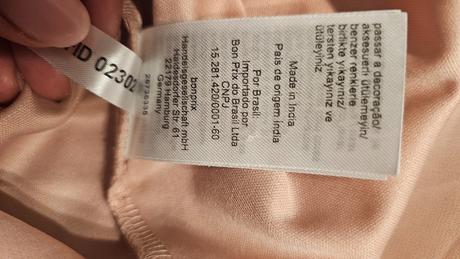 passar a decoração/
aksesuarı ütülemeyin/
benzer renklerle
birlikte yıkayınız/
tersten yıkayınız ve
ütüleyiniz
Made in India
País de origem Índia
Por Brasil:
Importado por
Bon Prix do Brasil Ltda
CNPJ
15.281.420/0001-60
bonprix
Handelsgesellschaft mbH
Haldesdorfer Str. 61
22179 Hamburg
Germany
ID 02302